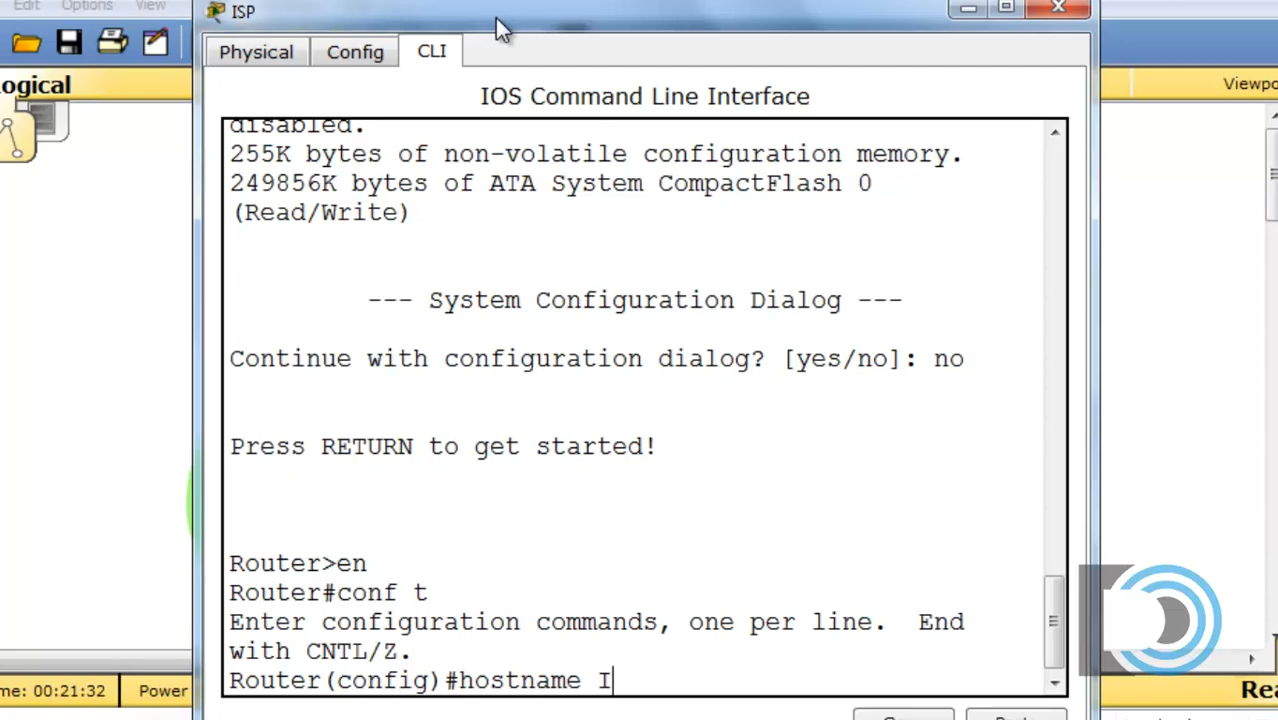 Edit Options View
ISP
Physical Config CLI
ogical
Viewpo
IOS Command Line Interface
disabled.
255K bytes of non-volatile configuration memory.
249856K bytes of ATA System CompactFlash 0
(Read/Write)
--- System Configuration Dialog ---
Continue with configuration dialog? [yes/no]: no
Press RETURN to get started!
Router>en
Router#conf t
Enter configuration commands, one per line.  End
with CNTL/Z.
Router(config)#hostname I
me: 00:21:32 Power
Rea